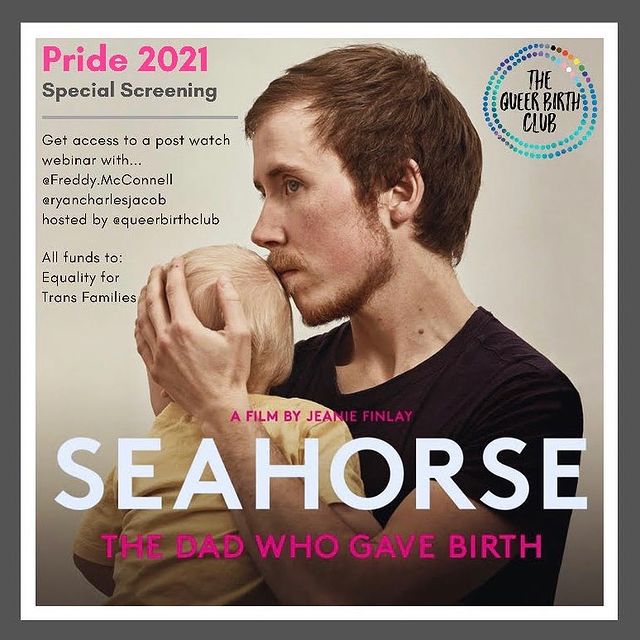 Pride 2021
Special Screening
Get access to a post watch
webinar with...
@Freddy.McConnell
@ryancharlesjacob
hosted by @queerbirthclub
All funds to:
Equality for
Trans Families
THE
QUEER BIRTH
CLUB
A FILM BY JEANIE FINLAY
SEAHORSE
THE DAD WHO GAVE BIRTH